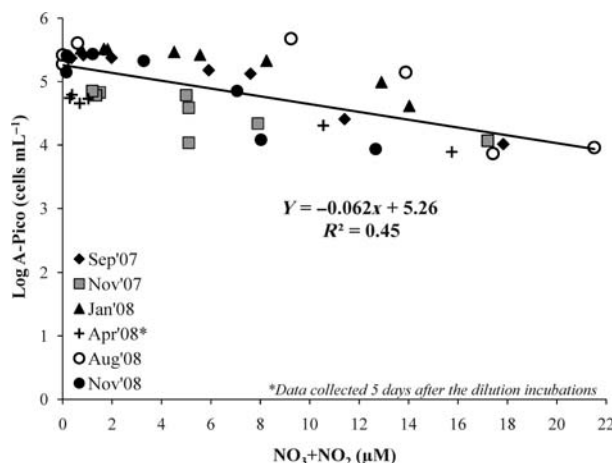 6
5
4
3
2
1
0
Log A-Pico (cells mL⁻¹)
Y = –0.062x + 5.26
R² = 0.45
Sep'07
Nov'07
Jan'08
Apr'08*
Aug'08
Nov'08
*Data collected 5 days after the dilution incubations
0 2 4 6 8 10 12 14 16 18 20 22
NO₃+NO₂ (µM)